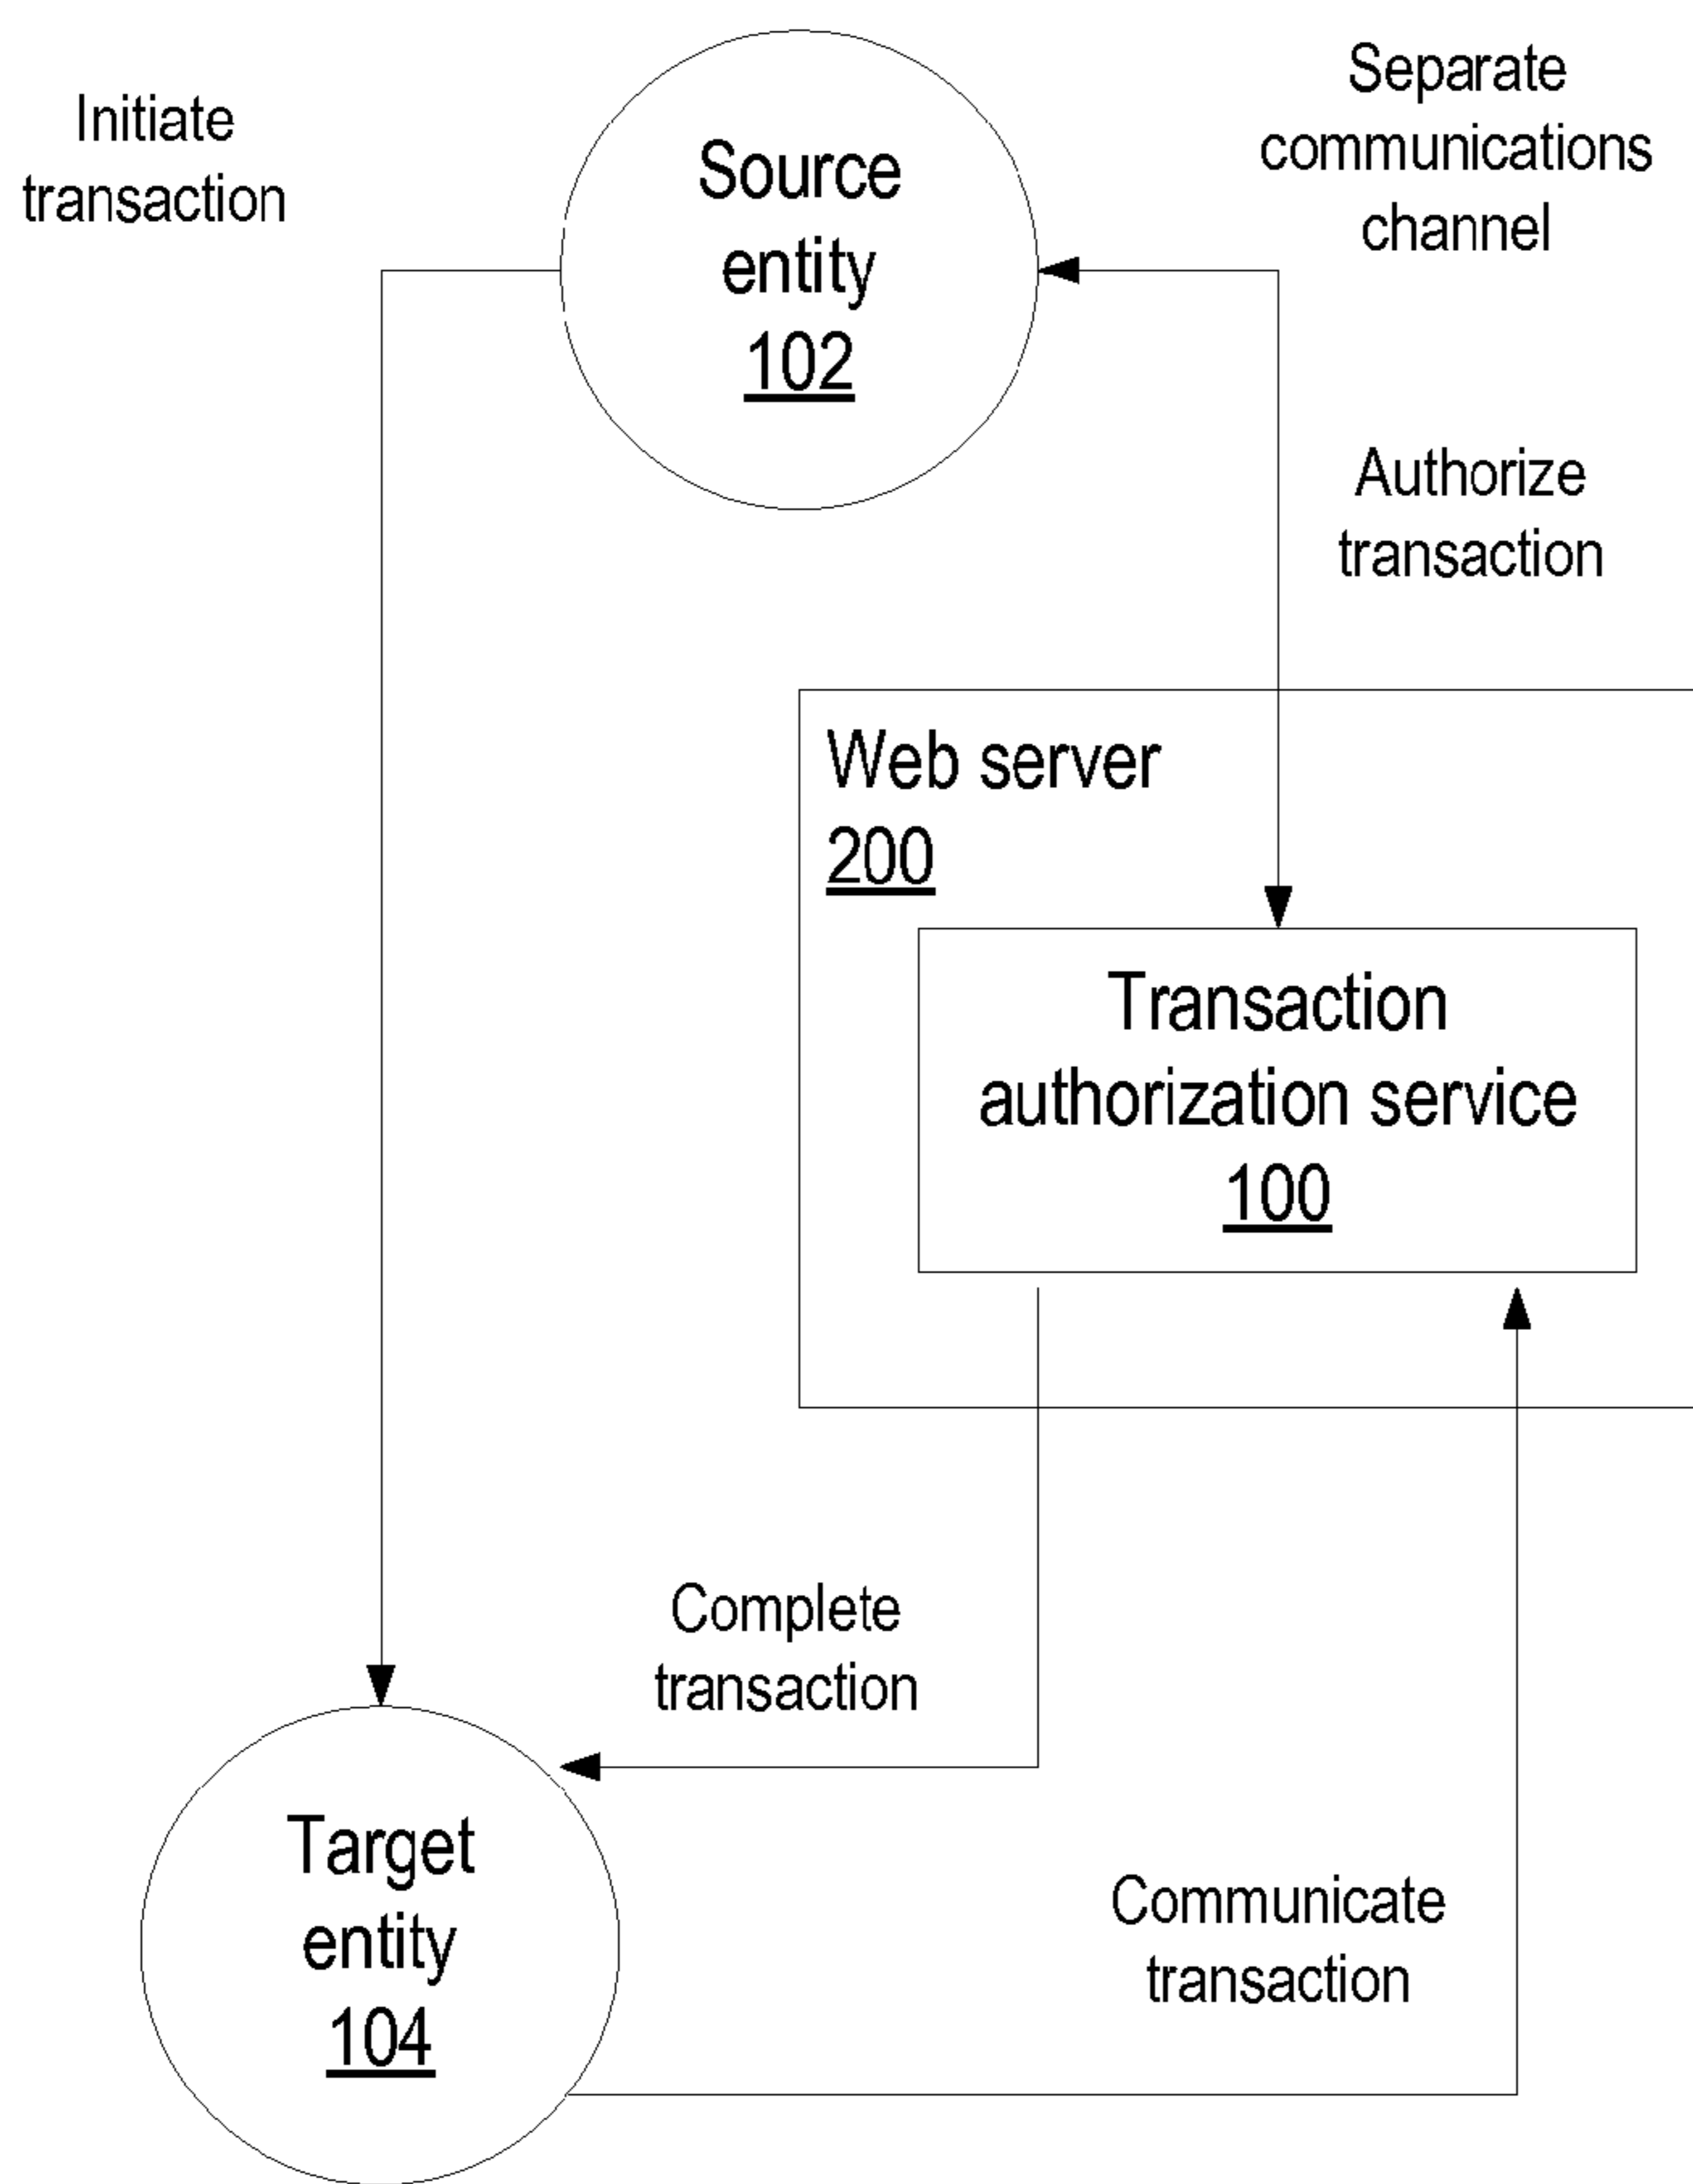 Initiate
transaction
Source
entity
102
Separate
communications
channel
Authorize
transaction
Web server
200
Transaction
authorization service
100
Complete
transaction
Target
entity
104
Communicate
transaction